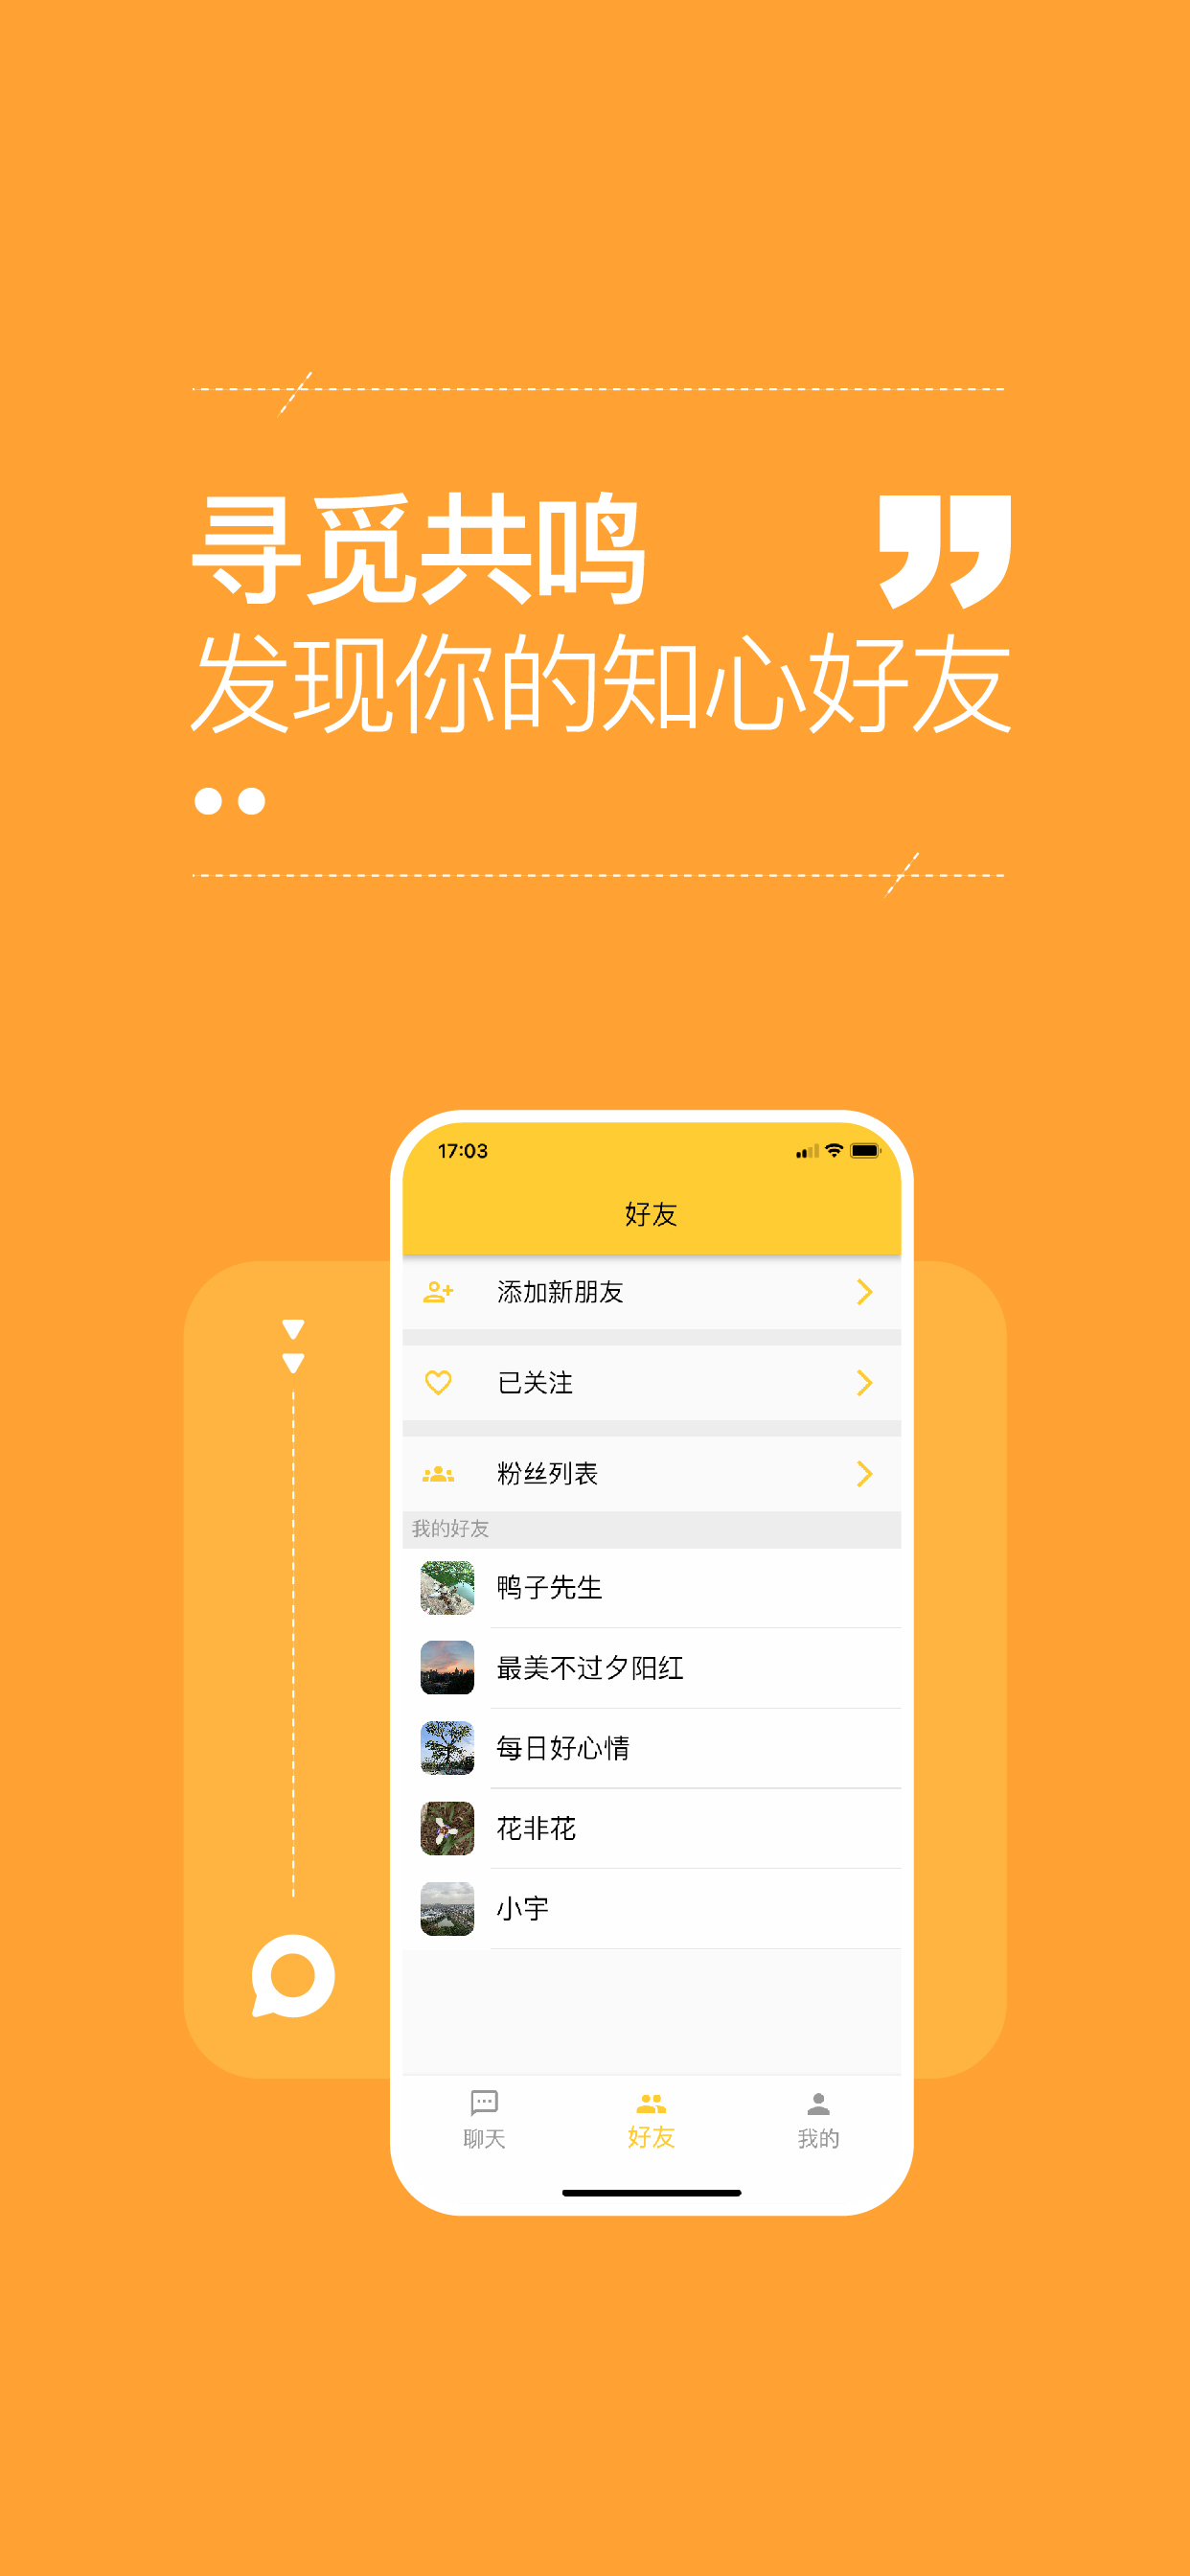 寻觅共鸣
发现你的知心好友
17:03
好友
添加新朋友
已关注
粉丝列表
我的好友
鸭子先生
最美不过夕阳红
每日好心情
花非花
小宇
聊天
好友
我的